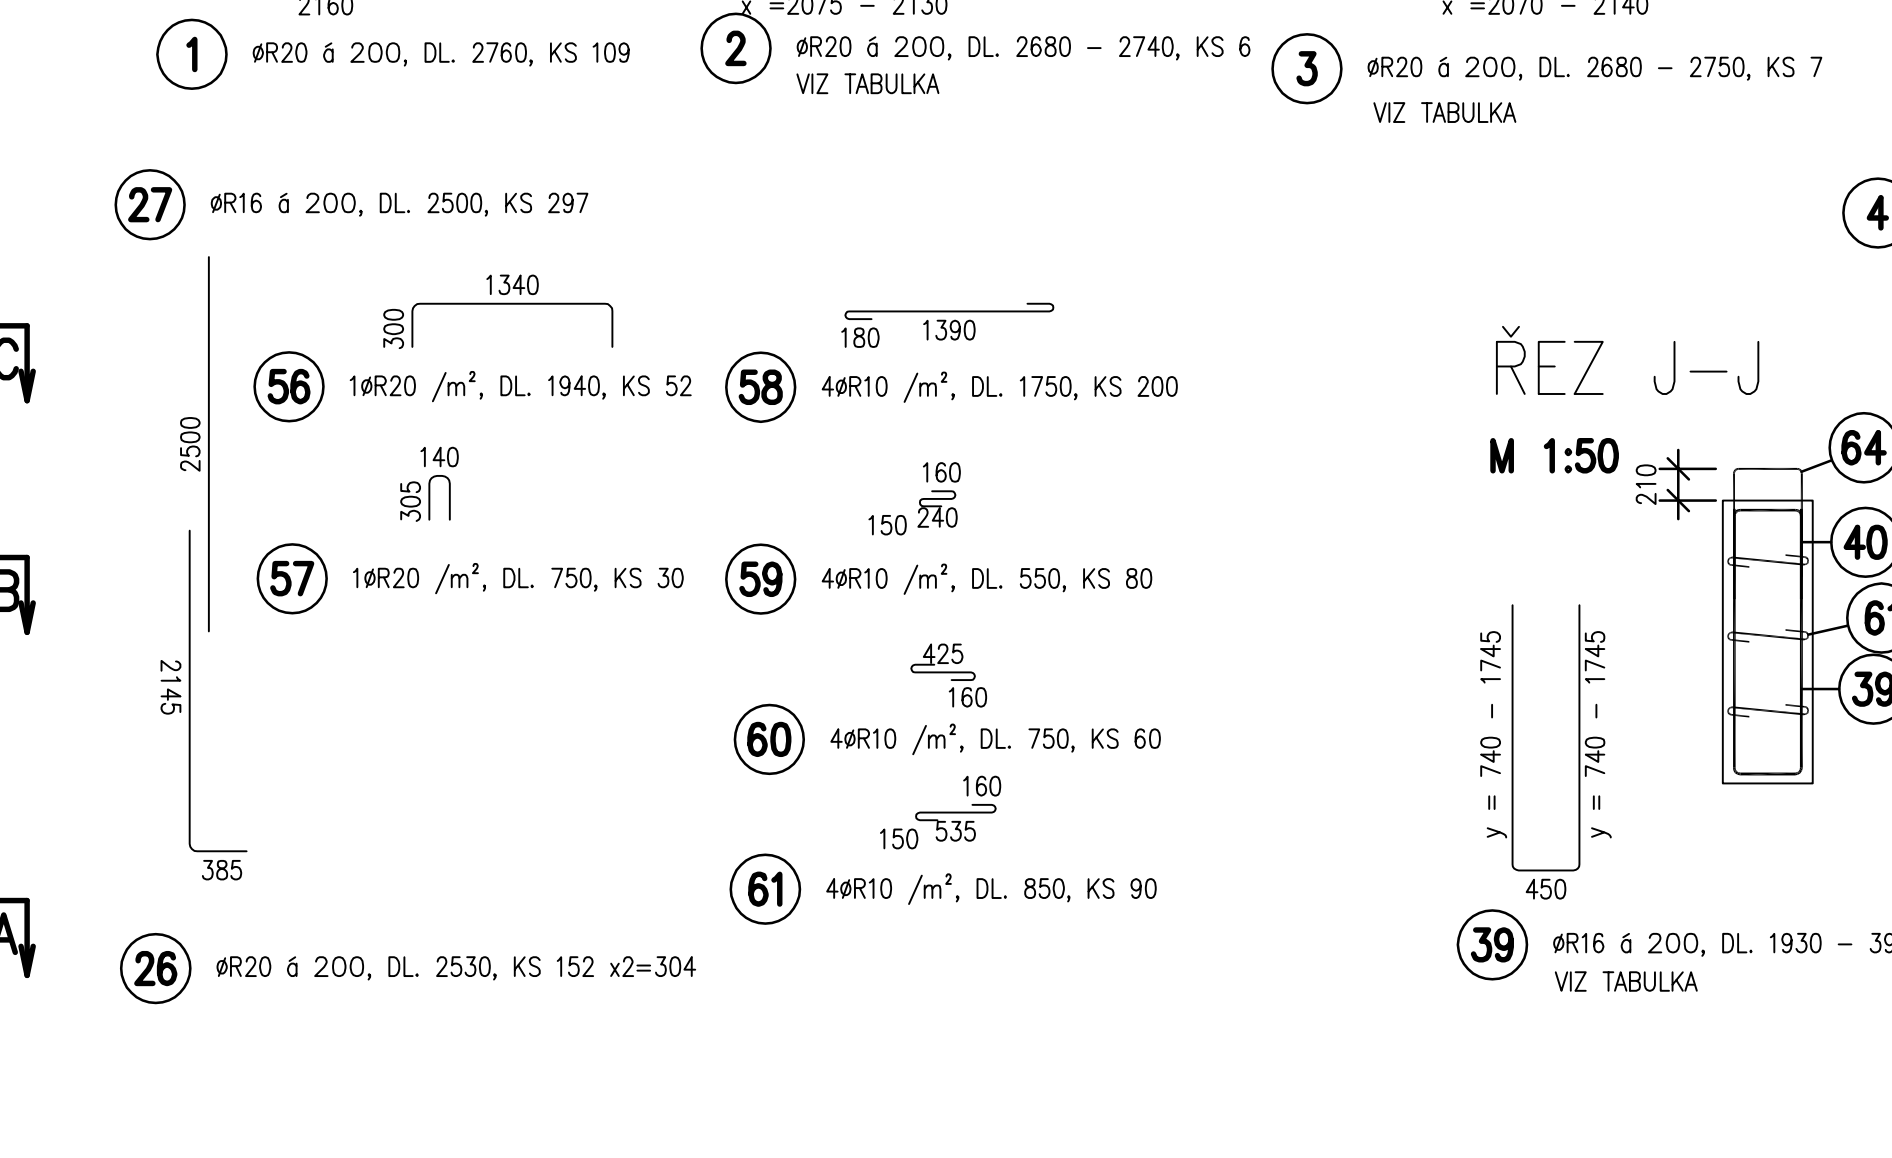 2160
x =2075 – 2130
x =2070 – 2140
1 øR20 á 200, DL. 2760, KS 109
2 øR20 á 200, DL. 2680 – 2740, KS 6
VIZ TABULKA
3 øR20 á 200, DL. 2680 – 2750, KS 7
VIZ TABULKA
27 øR16 á 200, DL. 2500, KS 297
4
2500
1340
300
56 1øR20 /m², DL. 1940, KS 52
140
305
57 1øR20 /m², DL. 750, KS 30
2145
385
26 øR20 á 200, DL. 2530, KS 152 x2=304
180
1390
58 4øR10 /m², DL. 1750, KS 200
160
150
240
59 4øR10 /m², DL. 550, KS 80
425
160
60 4øR10 /m², DL. 750, KS 60
160
150
535
61 4øR10 /m², DL. 850, KS 90
C
B
A
ŘEZ J–J
M 1:50
210
64
40
61
39
y = 740 – 1745
y = 740 – 1745
450
39 øR16 á 200, DL. 1930 – 39
VIZ TABULKA